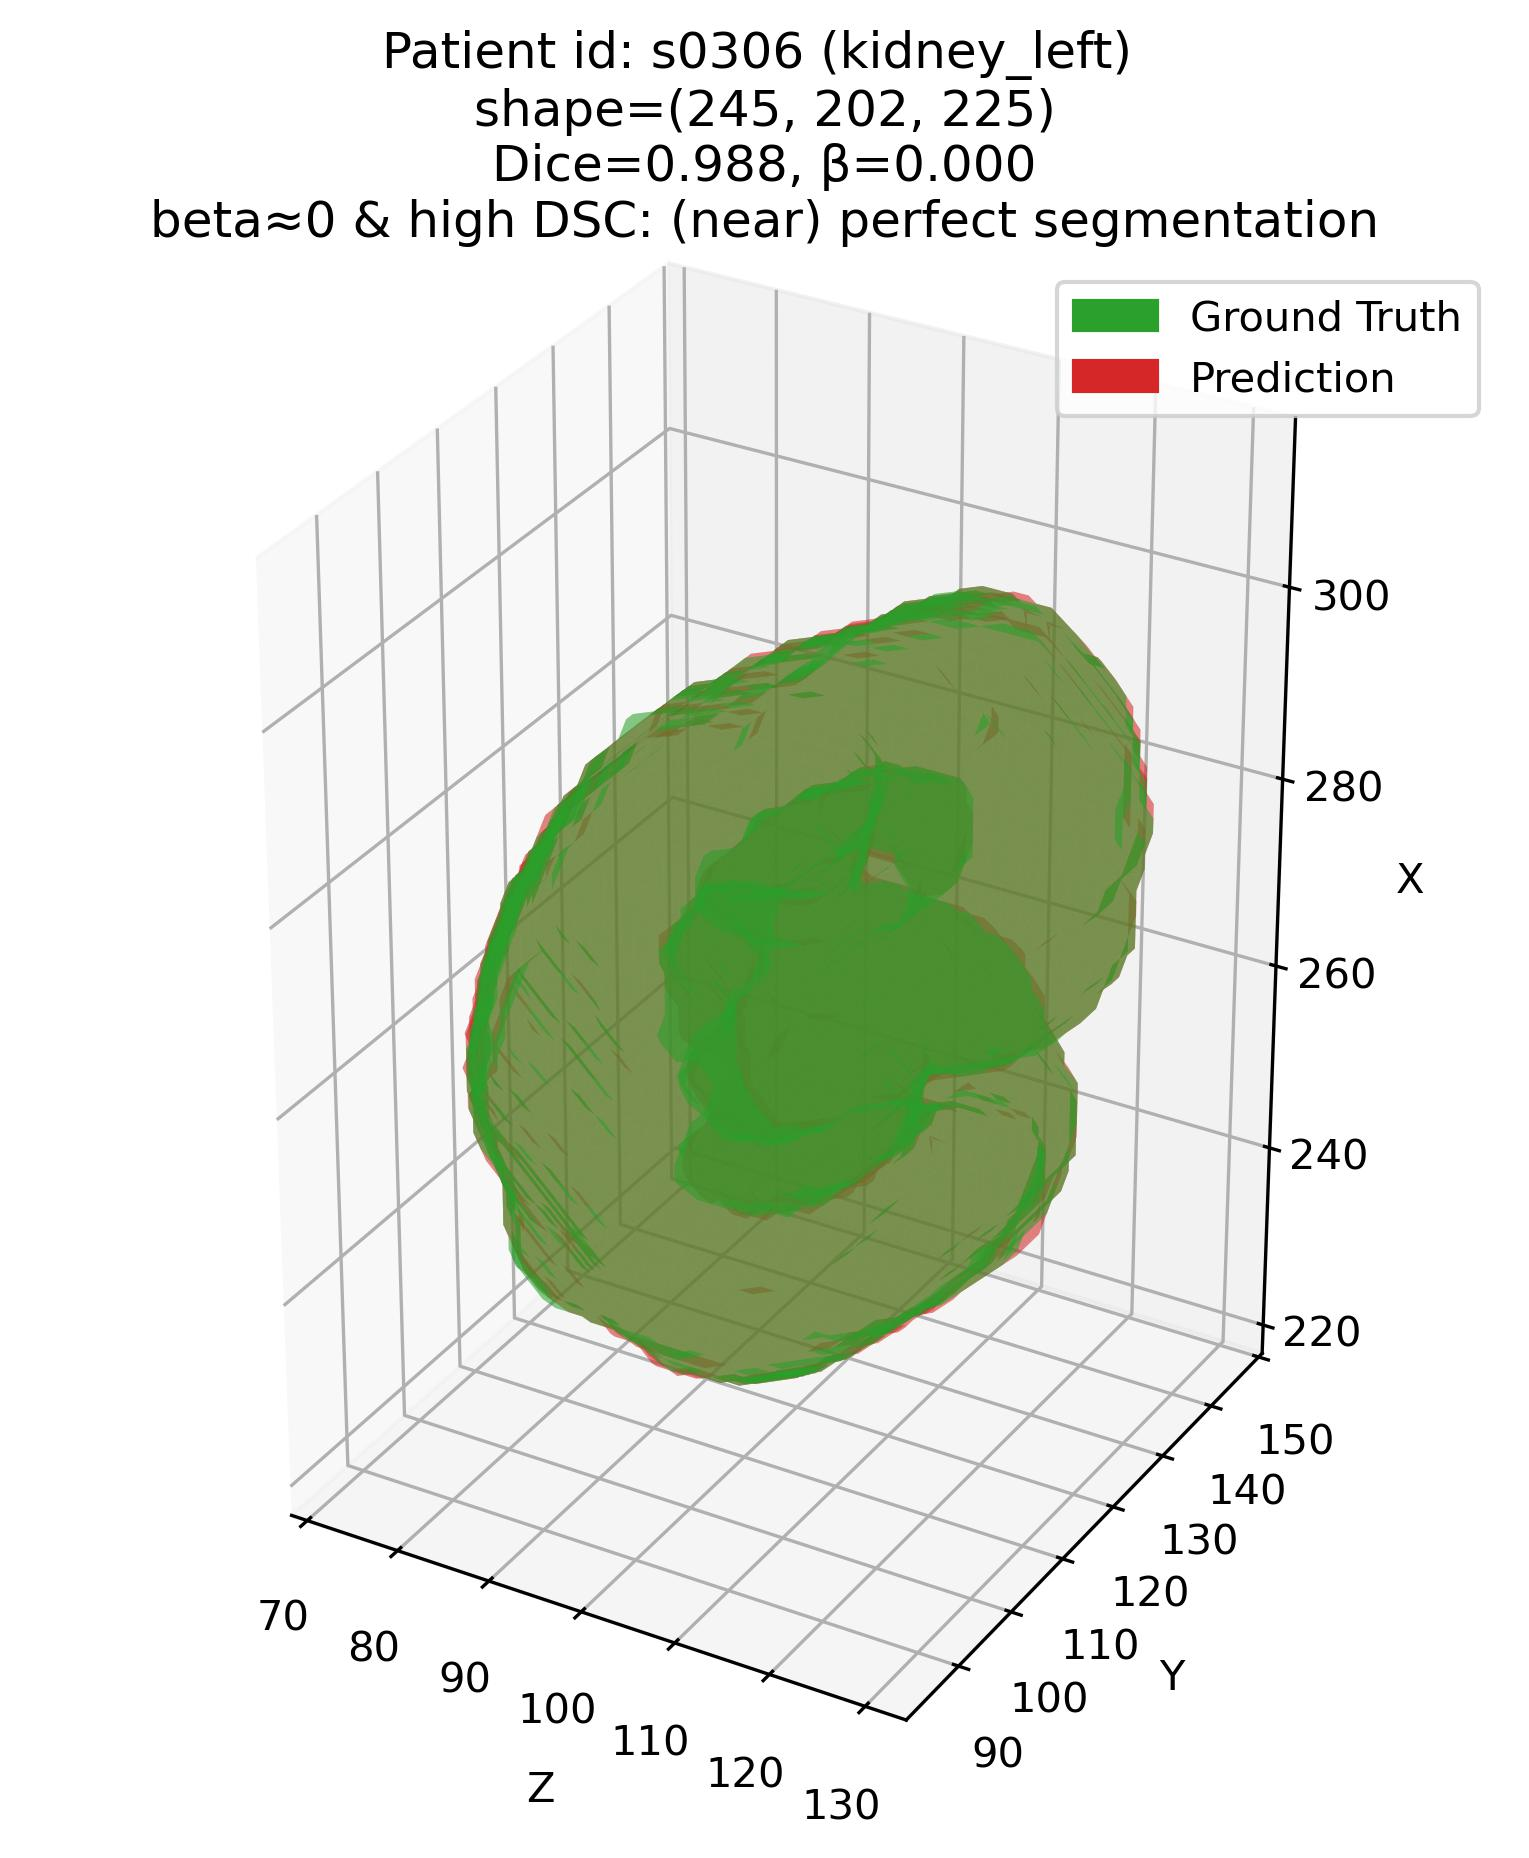 Patient id: s0306 (kidney_left)
shape=(245, 202, 225)
Dice=0.988, β=0.000
beta≈0 & high DSC: (near) perfect segmentation
Ground Truth
Prediction
300
280
X
260
240
220
150
140
130
120
110
Y
100
90
70
80
90
100
110
120
130
Z